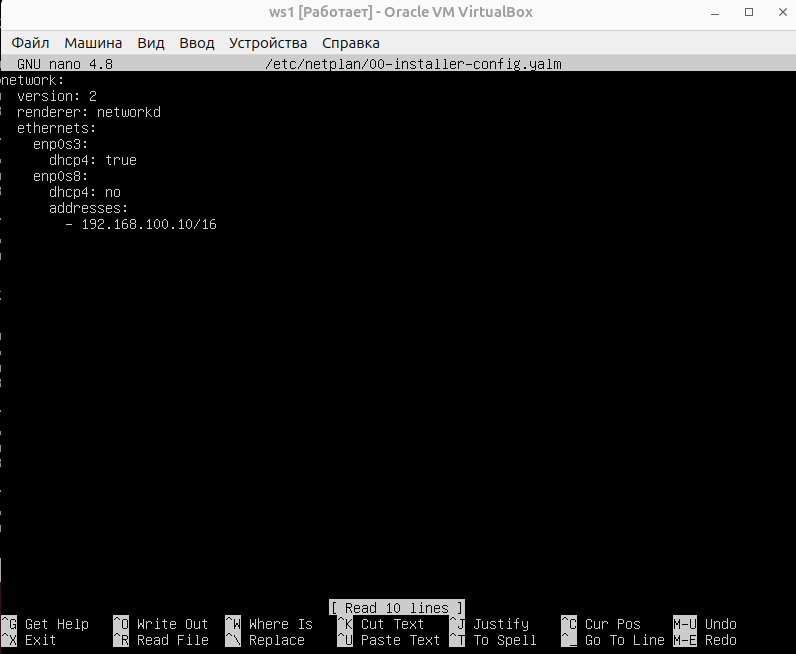 ws1 [Работает] - Oracle VM VirtualBox
Файл Машина Вид Ввод Устройства Справка
GNU nano 4.8 /etc/netplan/00-installer-config.yalm
network:
  version: 2
  renderer: networkd
  ethernets:
    enp0s3:
      dhcp4: true
    enp0s8:
      dhcp4: no
      addresses:
        - 192.168.100.10/16
[ Read 10 lines ]
^G Get Help ^O Write Out ^W Where Is ^K Cut Text ^J Justify ^C Cur Pos M-U Undo
^X Exit ^R Read File ^\ Replace ^U Paste Text ^T To Spell ^_ Go To Line M-E Redo